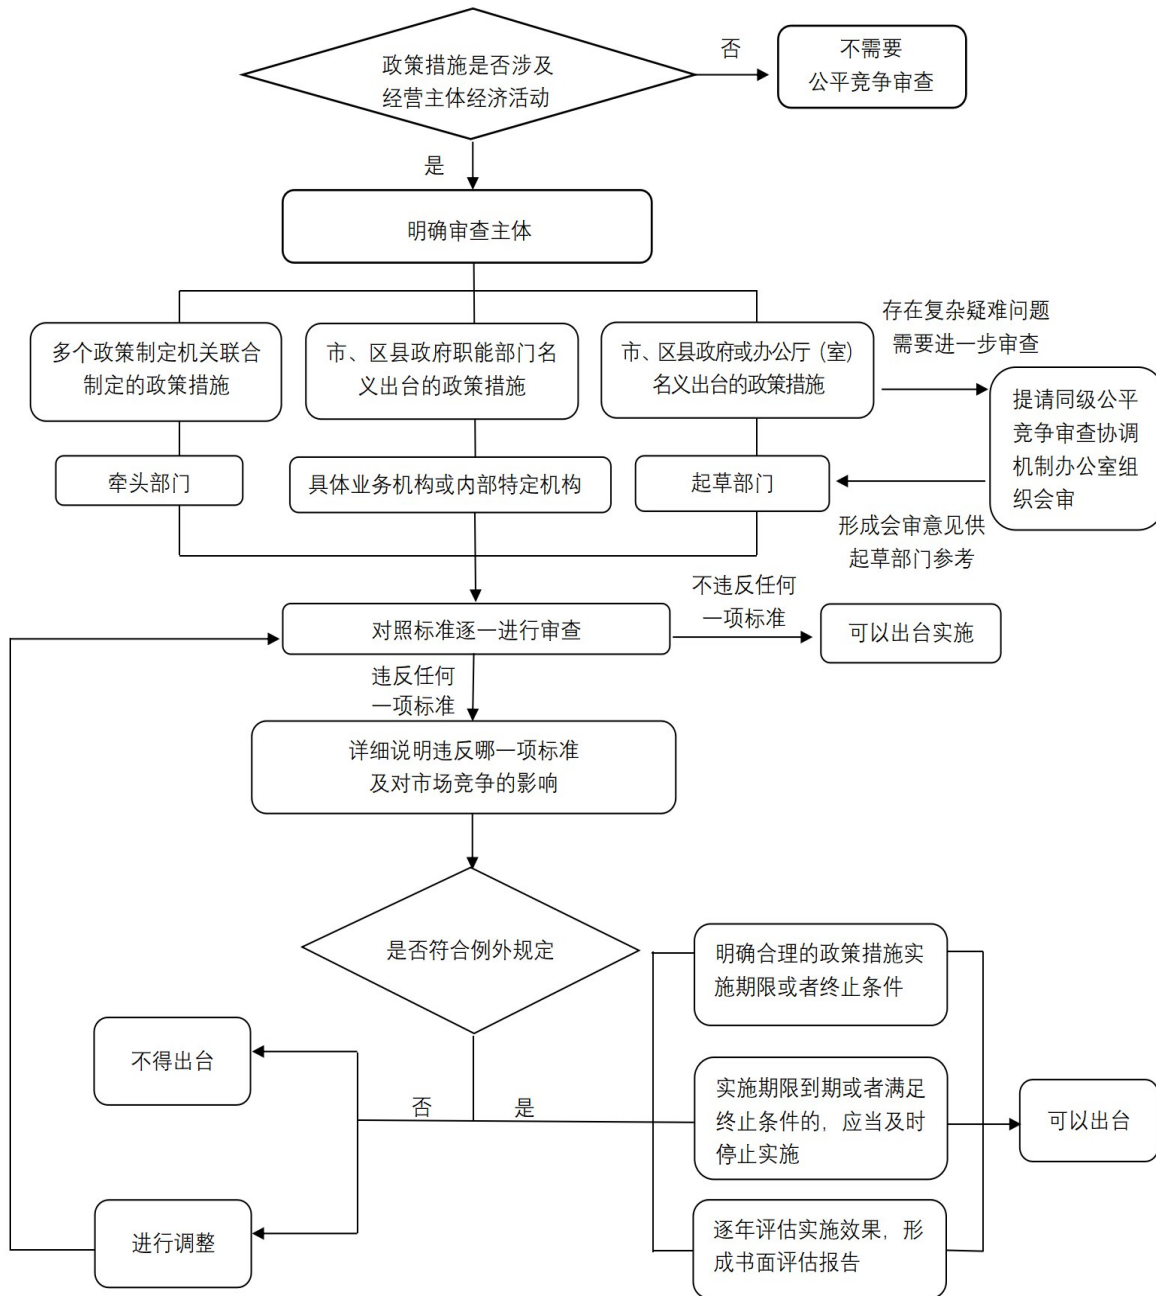 政策措施是否涉及
经营主体经济活动
否
不需要
公平竞争审查
是
明确审查主体
多个政策制定机关联合
制定的政策措施
市、区县政府职能部门名
义出台的政策措施
市、区县政府或办公厅（室）
名义出台的政策措施
存在复杂疑难问题
需要进一步审查
提请同级公平
竞争审查协调
机制办公室组
织会审
牵头部门
具体业务机构或内部特定机构
起草部门
形成会审意见供
起草部门参考
对照标准逐一进行审查
不违反任何
一项标准
可以出台实施
违反任何
一项标准
详细说明违反哪一项标准
及对市场竞争的影响
是否符合例外规定
明确合理的政策措施实
施期限或者终止条件
不得出台
否
是
实施期限到期或者满足
终止条件的，应当及时
停止实施
可以出台
进行调整
逐年评估实施效果，形
成书面评估报告